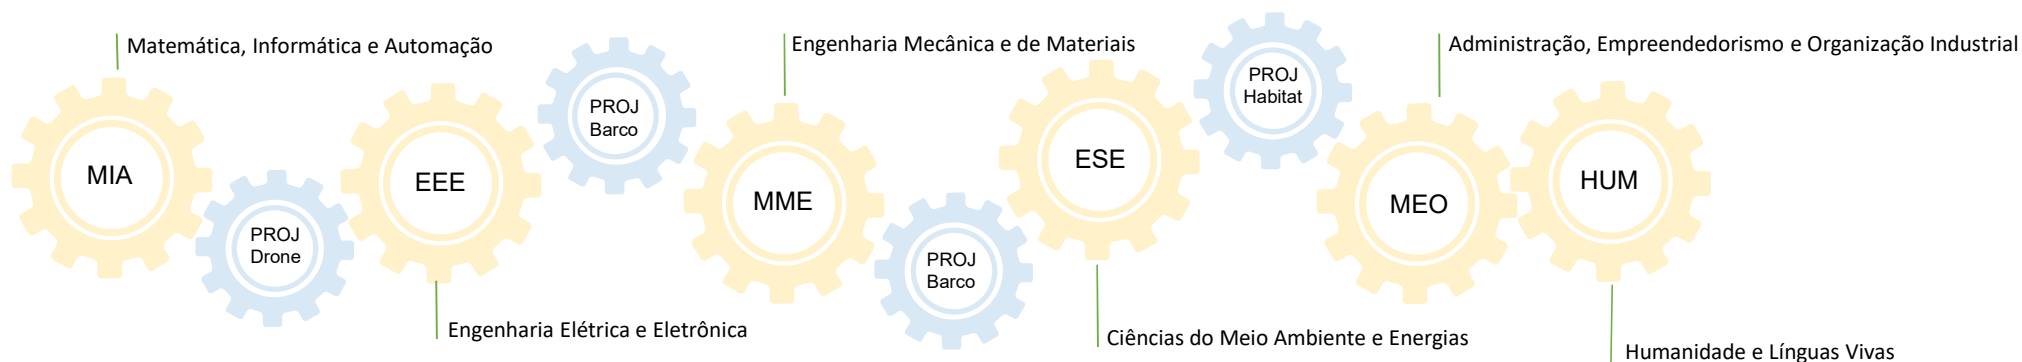 Matemática, Informática e Automação
MIA
PROJ
Drone
EEE
Engenharia Elétrica e Eletrônica
PROJ
Barco
Engenharia Mecânica e de Materiais
MME
PROJ
Barco
ESE
Ciências do Meio Ambiente e Energias
PROJ
Habitat
Administração, Empreendedorismo e Organização Industrial
MEO
HUM
Humanidade e Línguas Vivas